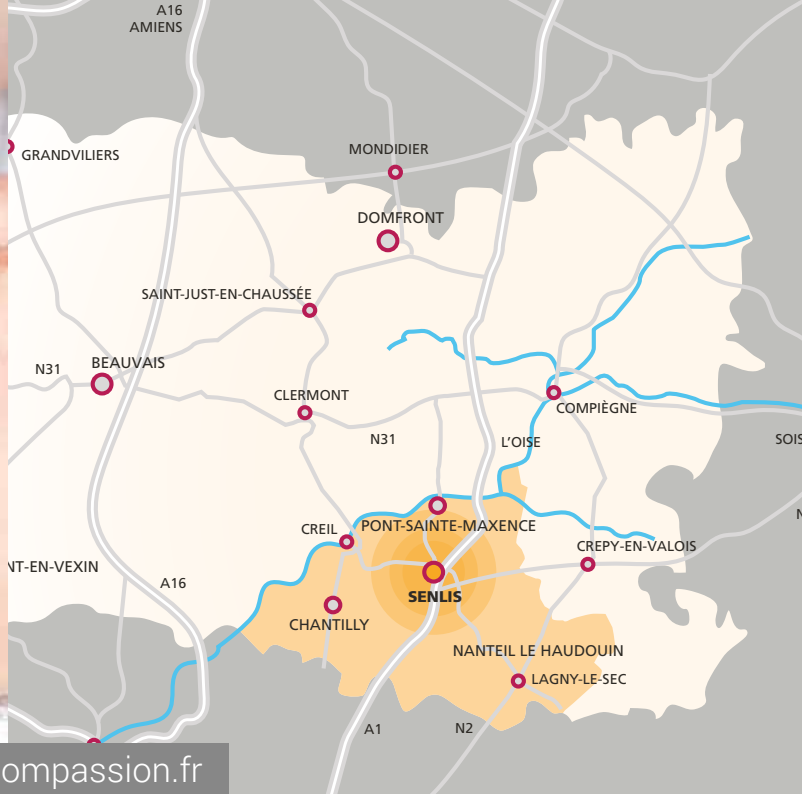 A16
AMIENS
GRANDVILIERS
MONDIDIER
DOMFRONT
SAINT-JUST-EN-CHAUSSÉE
N31
BEAUVAIS
CLERMONT
COMPIÈGNE
N31
L'OISE
SOIS
N
CREIL
PONT-SAINTE-MAXENCE
CREPY-EN-VALOIS
NT-EN-VEXIN
A16
SENLIS
CHANTILLY
NANTEIL LE HAUDOUIN
LAGNY-LE-SEC
A1
N2
ompassion.fr